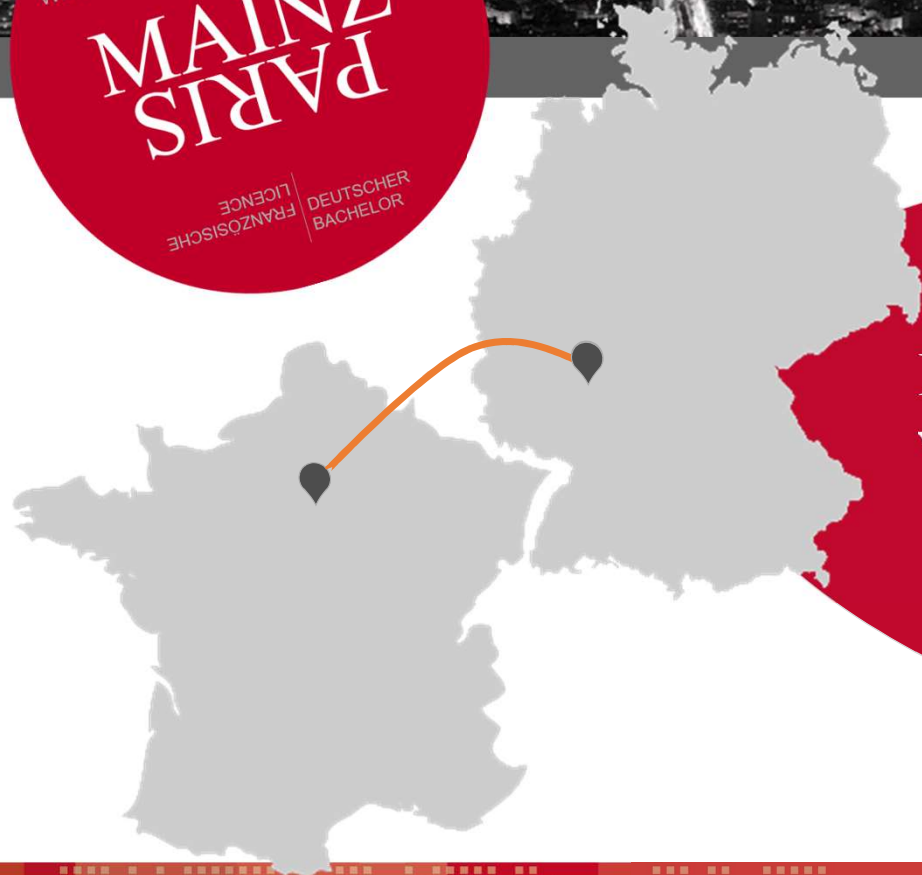 MAINZ
PARIS
FRANZÖSISCHE
LICENCE
DEUTSCHER
BACHELOR